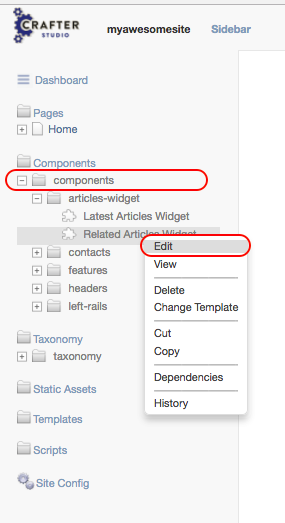 CRAFTER
STUDIO
myawesomesite Sidebar
Dashboard
Pages
Home
Components
components
articles-widget
Latest Articles Widget
Related Articles Widget
Edit
contacts
View
features
Delete
headers
Change Template
left-rails
Cut
Taxonomy
Copy
taxonomy
Dependencies
Static Assets
History
Templates
Scripts
Site Config